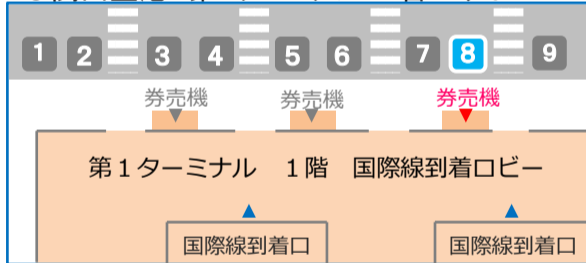 1 2 3 4 5 6 7 8 9
券売機 券売機 券売機
第1ターミナル 1階 国際線到着ロビー
国際線到着口 国際線到着口